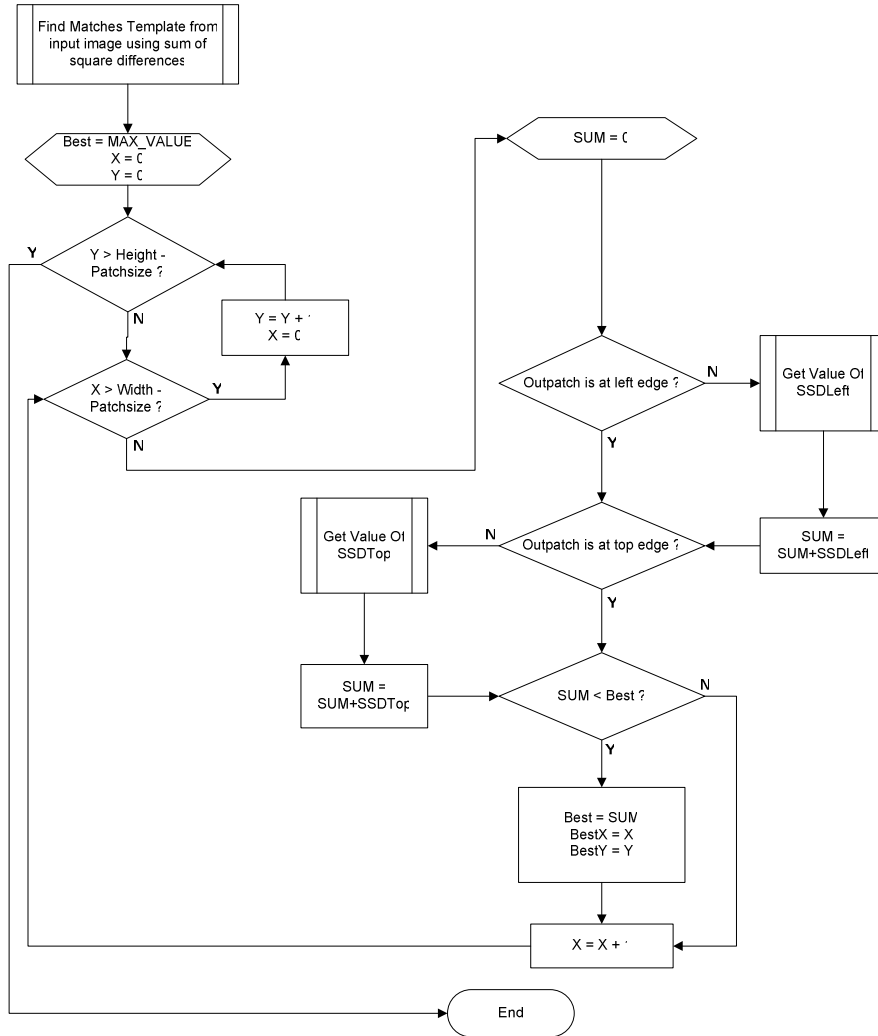 Find Matches Template from
input image using sum of
square differences
Best = MAX_VALUE
X = 0
Y = 0
SUM = 0
Y > Height -
Patchsize ?
Y
N
Y = Y + 1
X = 0
X > Width -
Patchsize ?
Y
N
Outpatch is at left edge ?
N
Y
Get Value Of
SSDLeft
SUM =
SUM+SSDLeft
Outpatch is at top edge ?
N
Y
Get Value Of
SSDTop
SUM =
SUM+SSDTop
SUM < Best ?
N
Y
Best = SUM
BestX = X
BestY = Y
X = X + 1
End